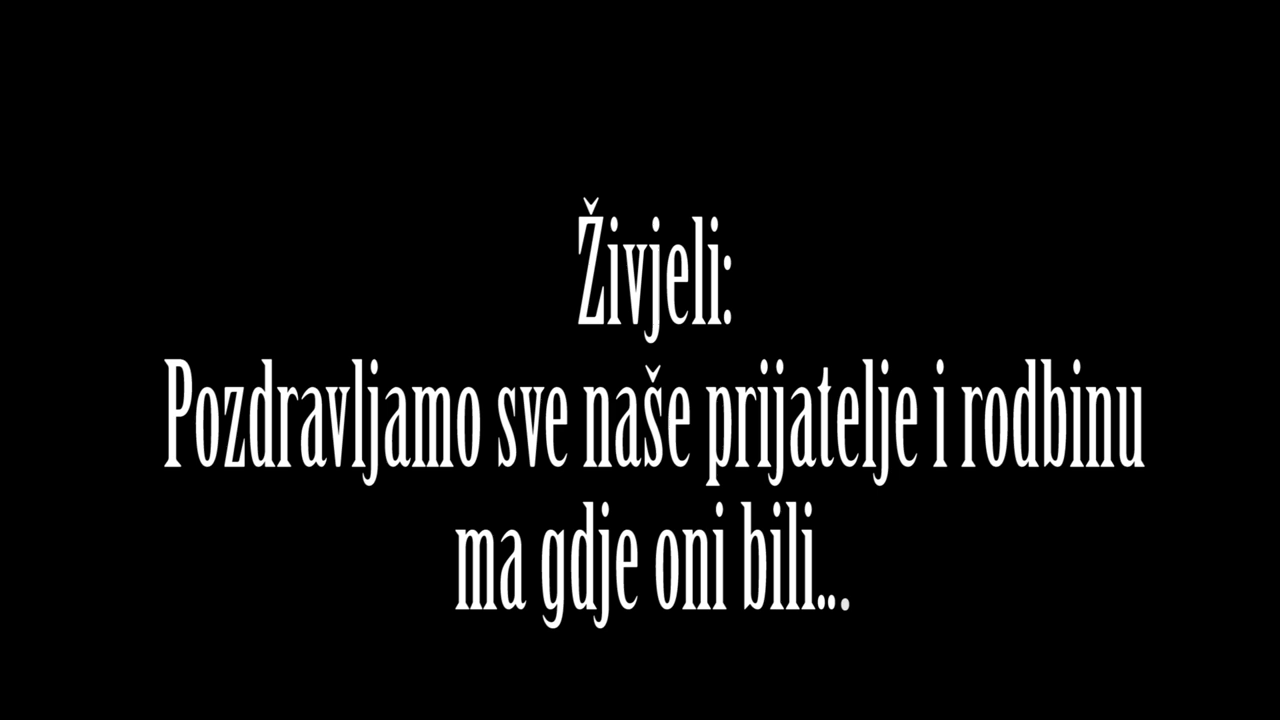 Živjeli:
Pozdravljamo sve naše prijatelje i rodbinu
ma gdje oni bili...